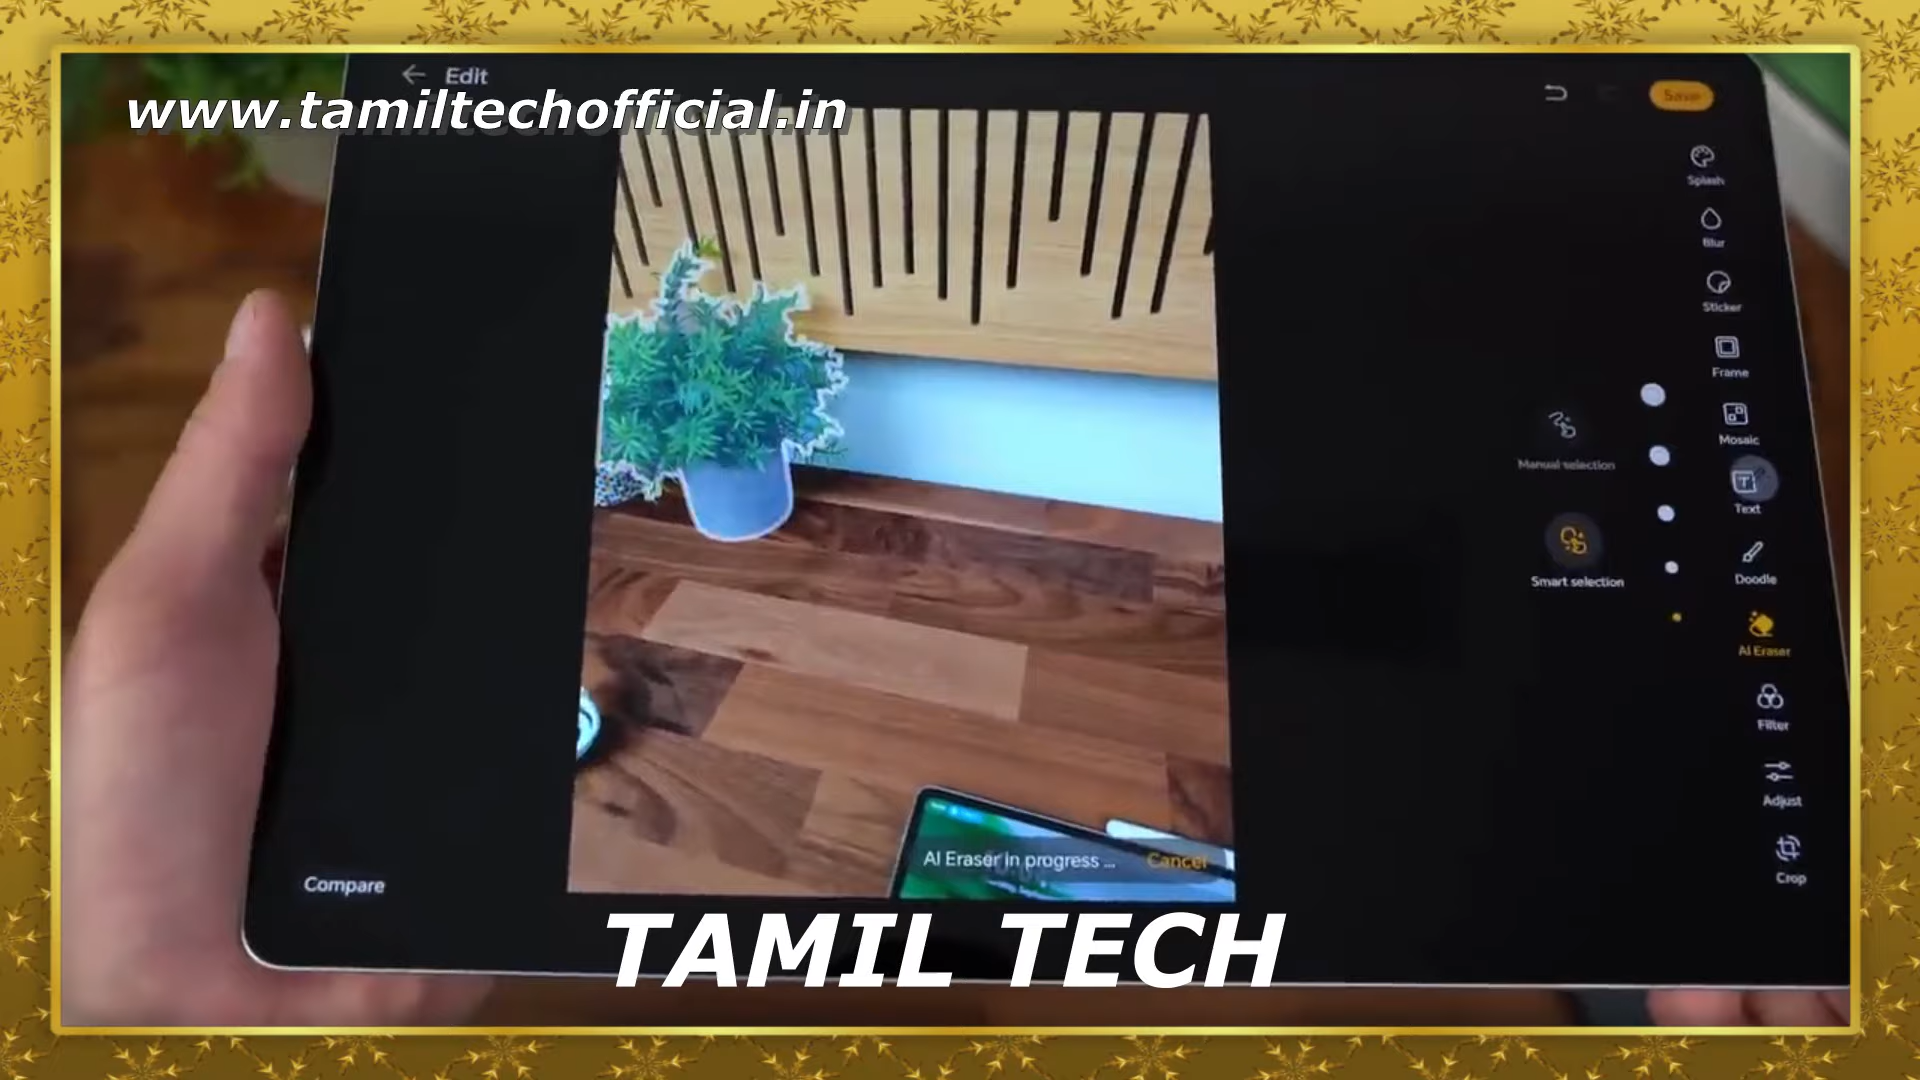 Edit
www.tamiltechofficial.in
Save
Splash
Blur
Sticker
Frame
Mosaic
Manual selection
Text
Smart selection
Doodle
AI Eraser
Filter
Adjust
AI Eraser in progress ...
Cancel
Compare
Crop
TAMIL TECH